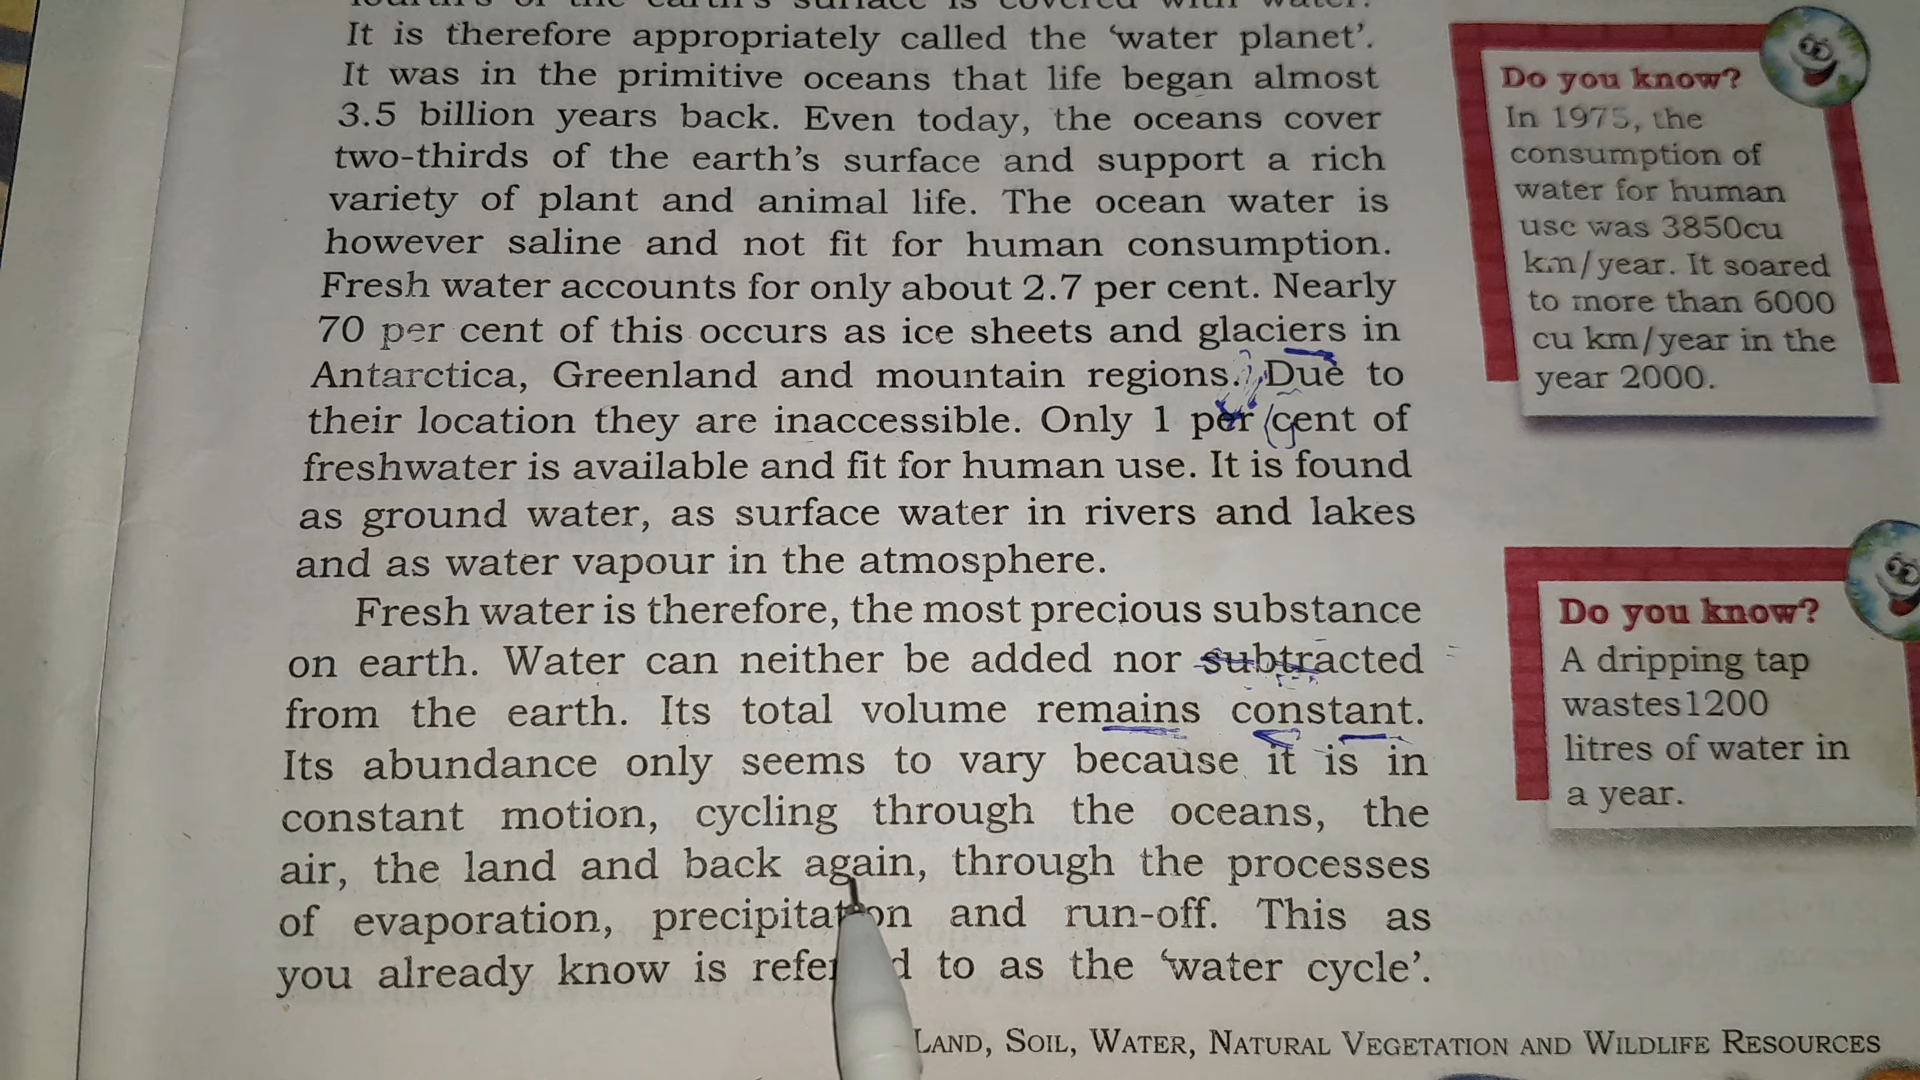 fourths of the earth's surface is covered with water.
It is therefore appropriately called the ‘water planet’.
It was in the primitive oceans that life began almost
3.5 billion years back. Even today, the oceans cover
two-thirds of the earth’s surface and support a rich
variety of plant and animal life. The ocean water is
however saline and not fit for human consumption.
Fresh water accounts for only about 2.7 per cent. Nearly
70 per cent of this occurs as ice sheets and glaciers in
Antarctica, Greenland and mountain regions. Due to
their location they are inaccessible. Only 1 per cent of
freshwater is available and fit for human use. It is found
as ground water, as surface water in rivers and lakes
and as water vapour in the atmosphere.
Fresh water is therefore, the most precious substance
on earth. Water can neither be added nor subtracted
from the earth. Its total volume remains constant.
Its abundance only seems to vary because it is in
constant motion, cycling through the oceans, the
air, the land and back again, through the processes
of evaporation, precipitation and run-off. This as
you already know is referred to as the ‘water cycle’.
Do you know?
In 1975, the
consumption of
water for human
use was 3850cu
km/year. It soared
to more than 6000
cu km/year in the
year 2000.
Do you know?
A dripping tap
wastes1200
litres of water in
a year.
LAND, SOIL, WATER, NATURAL VEGETATION AND WILDLIFE RESOURCES